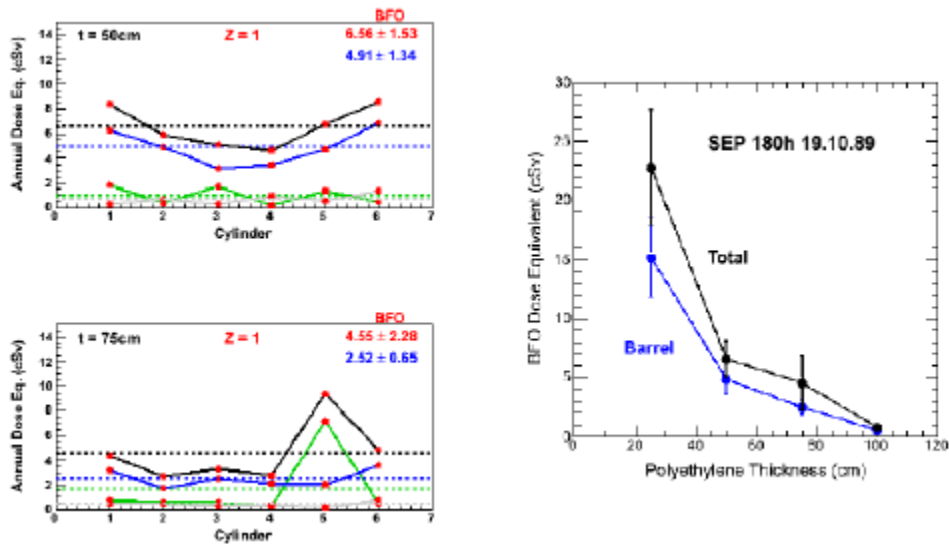 BFO
t = 50cm Z = 1 6.56 ± 1.53
4.91 ± 1.34
Annual Dose Eq. (cSv)
14
12
10
8
6
4
2
0
0 1 2 3 4 5 6 7
Cylinder
BFO
t = 75cm Z = 1 4.55 ± 2.28
2.52 ± 0.65
Annual Dose Eq. (cSv)
14
12
10
8
6
4
2
0
0 1 2 3 4 5 6 7
Cylinder
SEP 180h 19.10.89
BFO Dose Equivalent (cSv)
30
25
20
15
10
5
0
Total
Barrel
0 20 40 60 80 100 120
Polyethylene Thickness (cm)